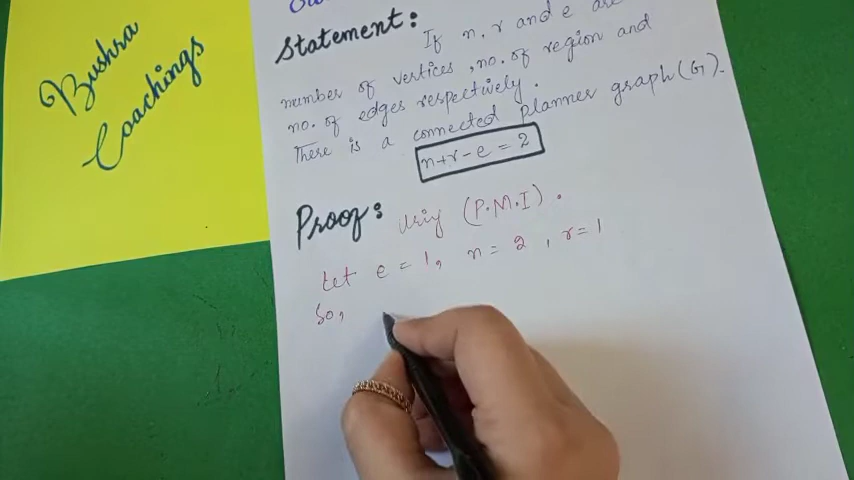 Bushra
Coachings
Statement:
If n, r and e are
number of vertices, no. of region and
no. of edges respectively.
There is a connected planner graph (G).
n+r-e=2
Proof: Using (P.M.I).
Let e = 1, n = 2, r = 1
So,